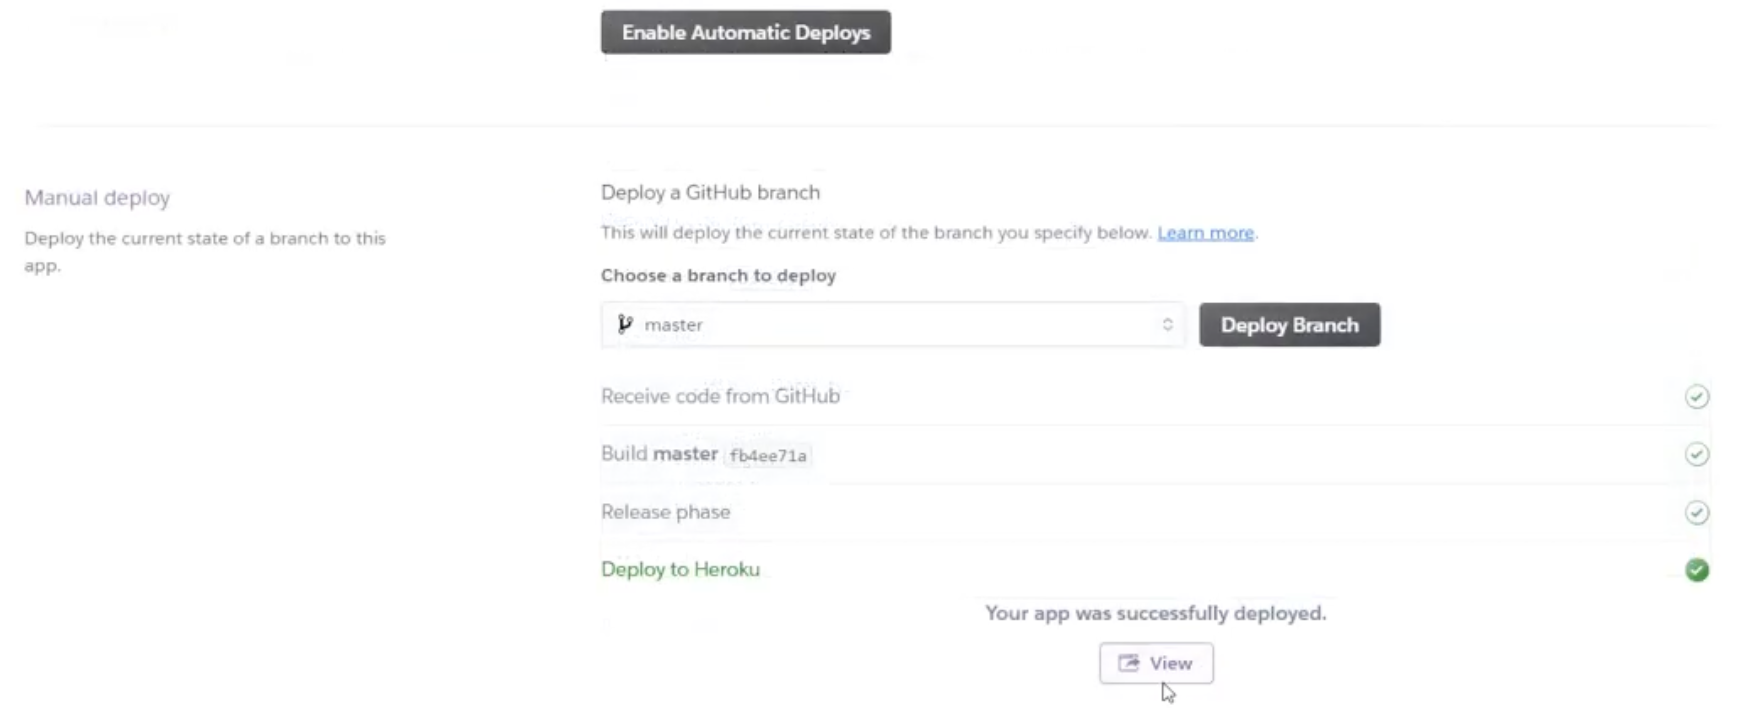 Enable Automatic Deploys
Manual deploy
Deploy the current state of a branch to this
app.
Deploy a GitHub branch
This will deploy the current state of the branch you specify below. Learn more.
Choose a branch to deploy
master
Deploy Branch
Receive code from GitHub
Build master fb4ee71a
Release phase
Deploy to Heroku
Your app was successfully deployed.
View